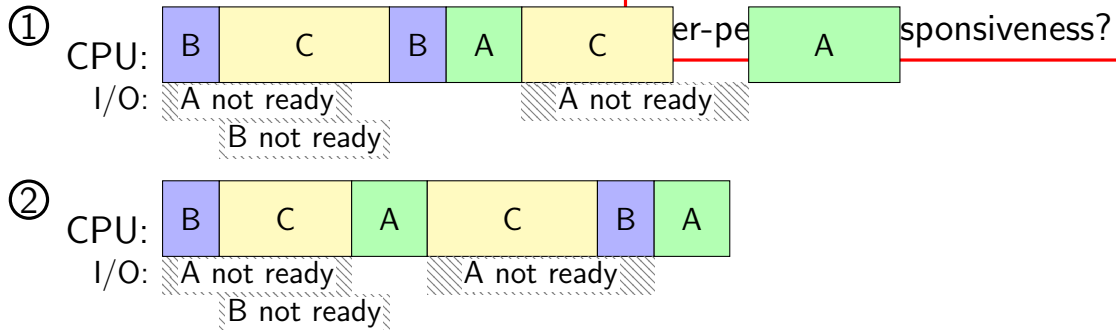 ① B C B A C er-pe A sponsiveness?
CPU:
I/O: A not ready A not ready
B not ready
② B C A C B A
CPU:
I/O: A not ready A not ready
B not ready